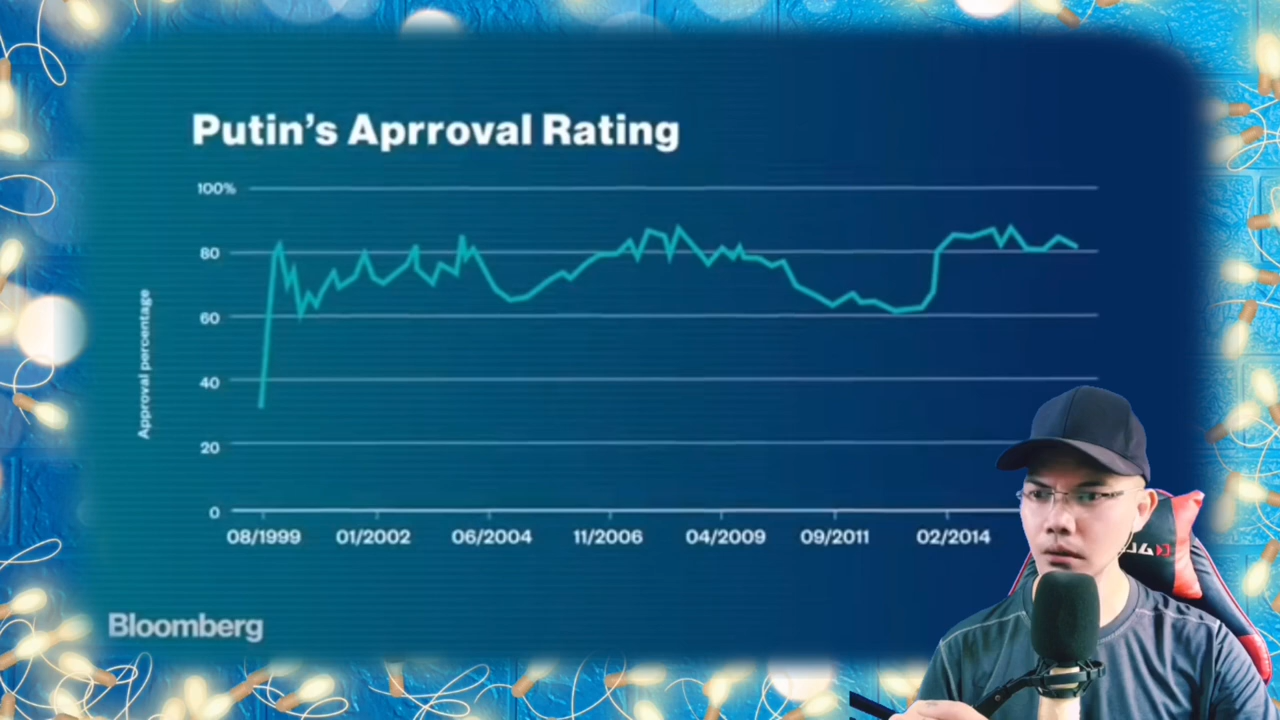 Putin's Aprroval Rating
100%
80
60
40
20
0
Approval percentage
08/1999 01/2002 06/2004 11/2006 04/2009 09/2011 02/2014
Bloomberg